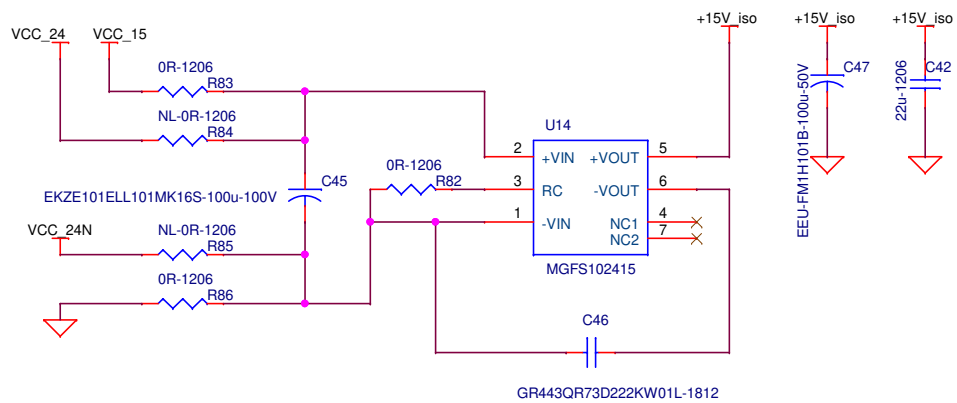 +15V_iso
+15V_iso
+15V_iso
VCC_24
VCC_15
0R-1206
R83
NL-0R-1206
R84
EKZE101ELL101MK16S-100u-100V
C45
VCC_24N
NL-0R-1206
R85
0R-1206
R86
0R-1206
R82
U14
2
+VIN
+VOUT
5
3
RC
-VOUT
6
1
-VIN
NC1
4
NC2
7
MGFS102415
C46
GR443QR73D222KW01L-1812
C47
EEU-FM1H101B-100u-50V
C42
22u-1206